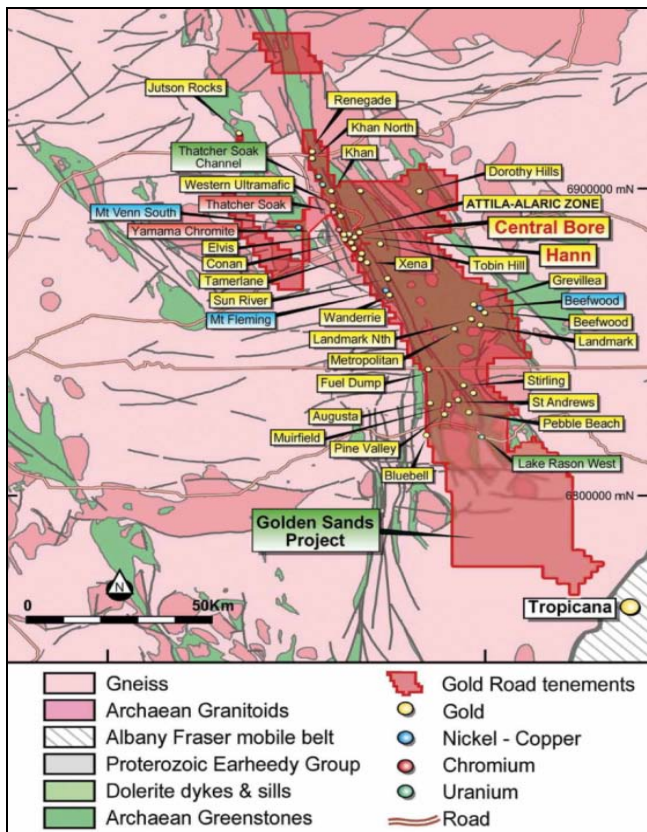 Jutson Rocks
Renegade
Khan North
Thatcher Soak
Channel
Khan
Dorothy Hills
Western Ultramafic
6900000 mN
Thatcher Soak
ATTILA-ALARIC ZONE
Mt Venn South
Central Bore
Yamama Chromite
Elvis
Hann
Conan
Xena
Tobin Hill
Tamerlane
Grevillea
Sun River
Beefwood
Mt Fleming
Wanderrie
Beefwood
Landmark Nth
Landmark
Metropolitan
Fuel Dump
Stirling
St Andrews
Augusta
Pebble Beach
Muirfield
Pine Valley
Lake Rason West
Bluebell
6800000 mN
Golden Sands
Project
N
0 50Km
Tropicana
Gneiss
Archaean Granitoids
Albany Fraser mobile belt
Proterozoic Earheedy Group
Dolerite dykes & sills
Archaean Greenstones
Gold Road tenements
Gold
Nickel - Copper
Chromium
Uranium
Road